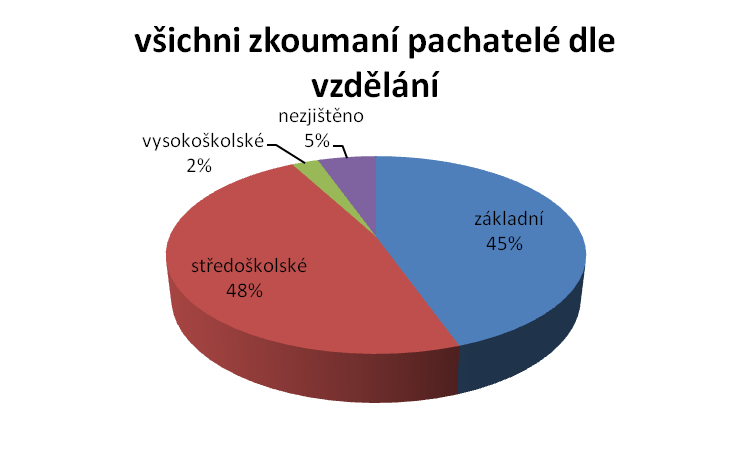 všichni zkoumaní pachatelé dle
vzdělání
nezjištěno
5%
vysokoškolské
2%
základní
45%
středoškolské
48%